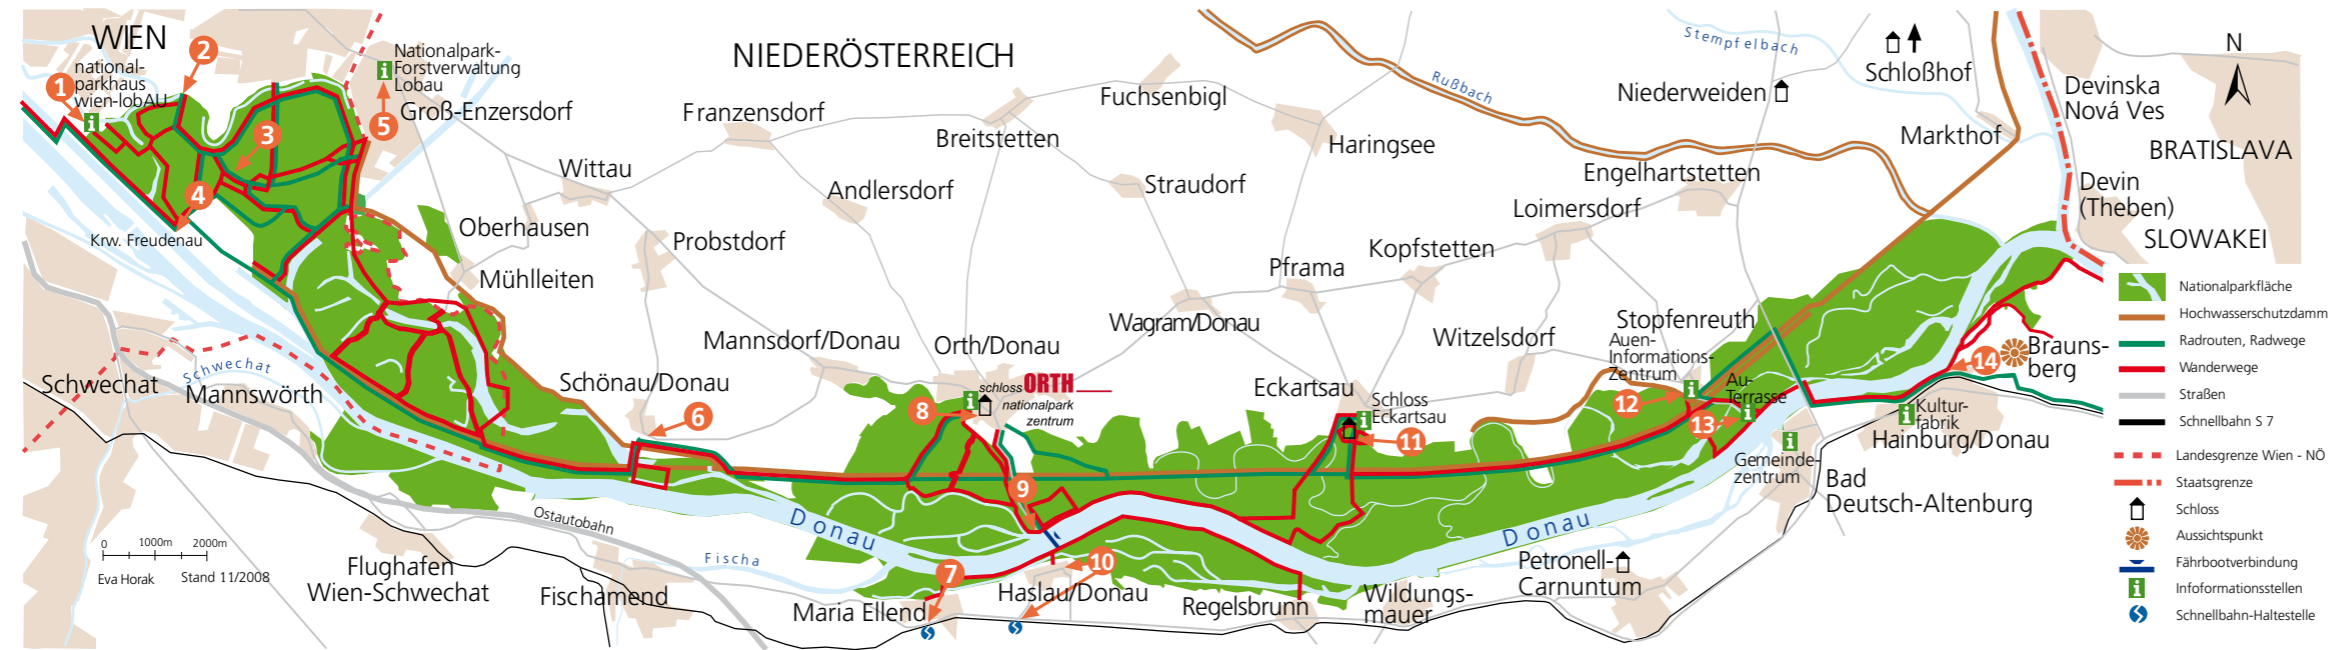 WIEN
NIEDERÖSTERREICH
1
national-
parkhaus
wien-lobAU
2
3
4
Krw. Freudenau
5
Nationalpark-
Forstverwaltung
Lobau
Groß-Enzersdorf
Franzensdorf
Wittau
Oberhausen
Mühlleiten
Probstdorf
Andlersdorf
Breitstetten
Fuchsenbigl
Straudorf
Haringsee
Rußbach
Stempfelbach
Schloßhof
Niederweiden
Markthof
Engelhartstetten
Loimersdorf
Kopfstetten
Pframa
Wagram/Donau
Witzelsdorf
Stopfenreuth
Auen-
Informations-
Zentrum
12
Au-
Terrasse
13
Mannsdorf/Donau
Orth/Donau
schloss ORTH
nationalpark
zentrum
8
9
Schönau/Donau
6
Eckartsau
Schloss
Eckartsau
11
Schwechat
Schwechat
Mannswörth
Ostautobahn
Donau
Donau
Fischa
Flughafen
Wien-Schwechat
Fischamend
Maria Ellend
7
10
Haslau/Donau
Regelsbrunn
Wildungs-
mauer
Petronell-
Carnuntum
Gemeinde-
zentrum
Bad
Deutsch-Altenburg
Kultur-
fabrik
Hainburg/Donau
14
Brauns-
berg
0 1000m 2000m
Eva Horak Stand 11/2008
N
Devinska
Nová Ves
BRATISLAVA
Devin
(Theben)
SLOWAKEI
Nationalparkfläche
Hochwasserschutzdamm
Radrouten, Radwege
Wanderwege
Straßen
Schnellbahn S 7
Landesgrenze Wien - NÖ
Staatsgrenze
Schloss
Aussichtspunkt
Fährbootverbindung
Infoformationsstellen
Schnellbahn-Haltestelle